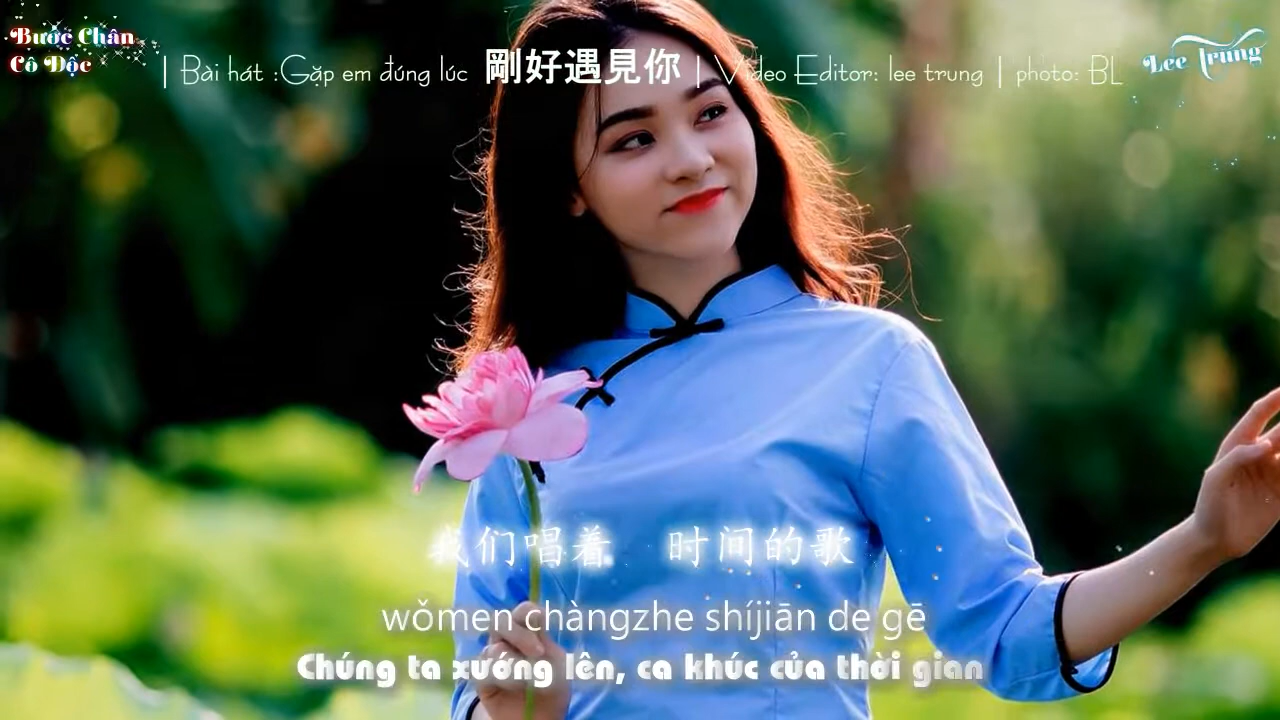 Bước Chân
Cô Độc
| Bài hát :Gặp em đúng lúc 剛好遇見你 | Video Editor: lee trung | photo: BL
Lee Trung
我们唱着 时间的歌
wǒmen chàngzhe shíjiān de gē
Chúng ta xướng lên, ca khúc của thời gian